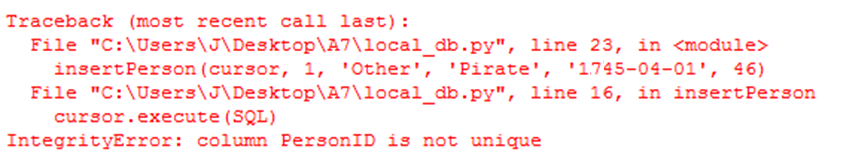 Traceback (most recent call last):
  File "C:\Users\J\Desktop\A7\local_db.py", line 23, in <module>
    insertPerson(cursor, 1, 'Other', 'Pirate', '1745-04-01', 46)
  File "C:\Users\J\Desktop\A7\local_db.py", line 16, in insertPerson
    cursor.execute(SQL)
IntegrityError: column PersonID is not unique